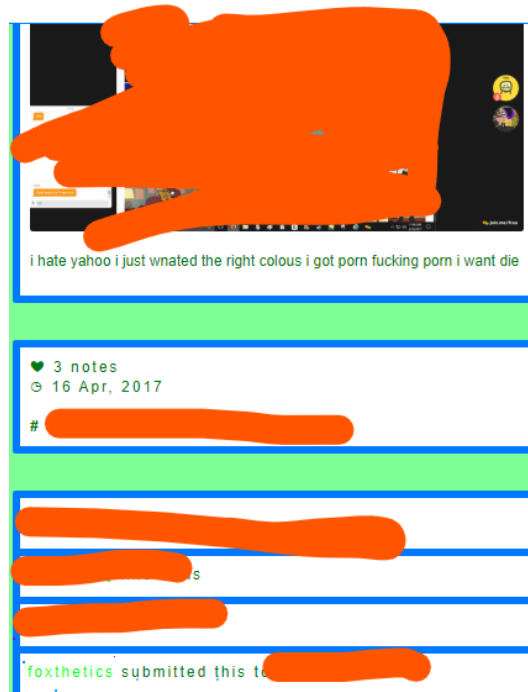 i hate yahoo i just wnated the right colous i got porn fucking porn i want die
3 notes
16 Apr, 2017
#
foxthetics submitted this